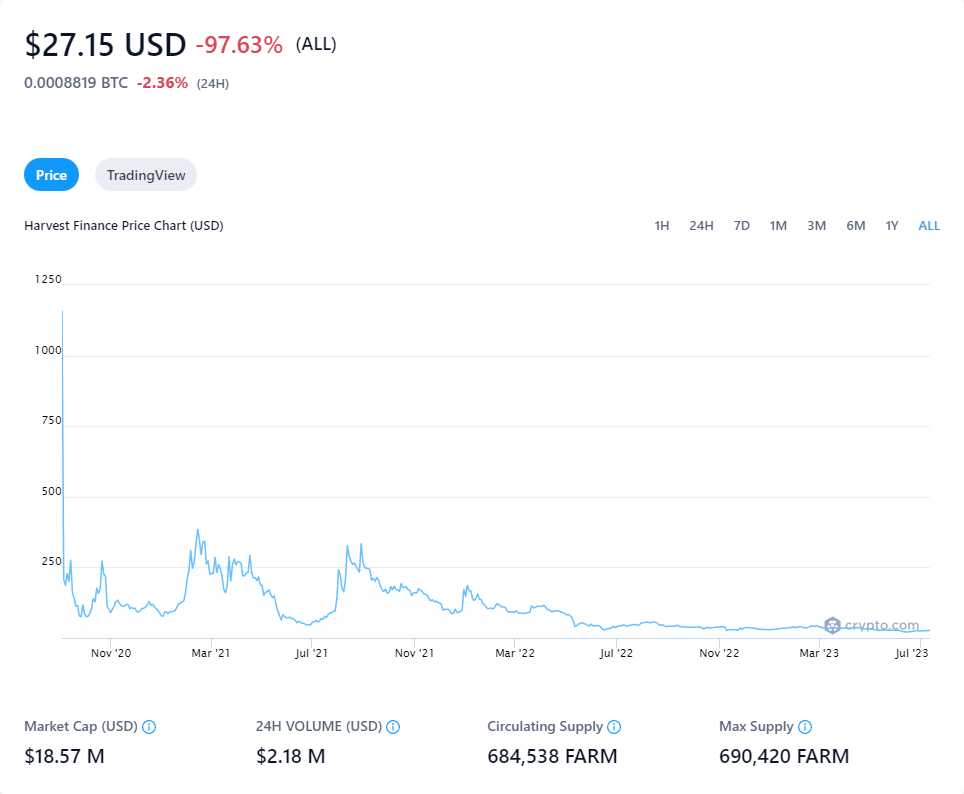 $27.15 USD -97.63% (ALL)
0.0008819 BTC -2.36% (24H)
Price TradingView
Harvest Finance Price Chart (USD) 1H 24H 7D 1M 3M 6M 1Y ALL
1250
1000
750
500
250
crypto.com
Nov '20 Mar '21 Jul '21 Nov '21 Mar '22 Jul '22 Nov '22 Mar '23 Jul '23
Market Cap (USD) 24H VOLUME (USD) Circulating Supply Max Supply
$18.57 M $2.18 M 684,538 FARM 690,420 FARM